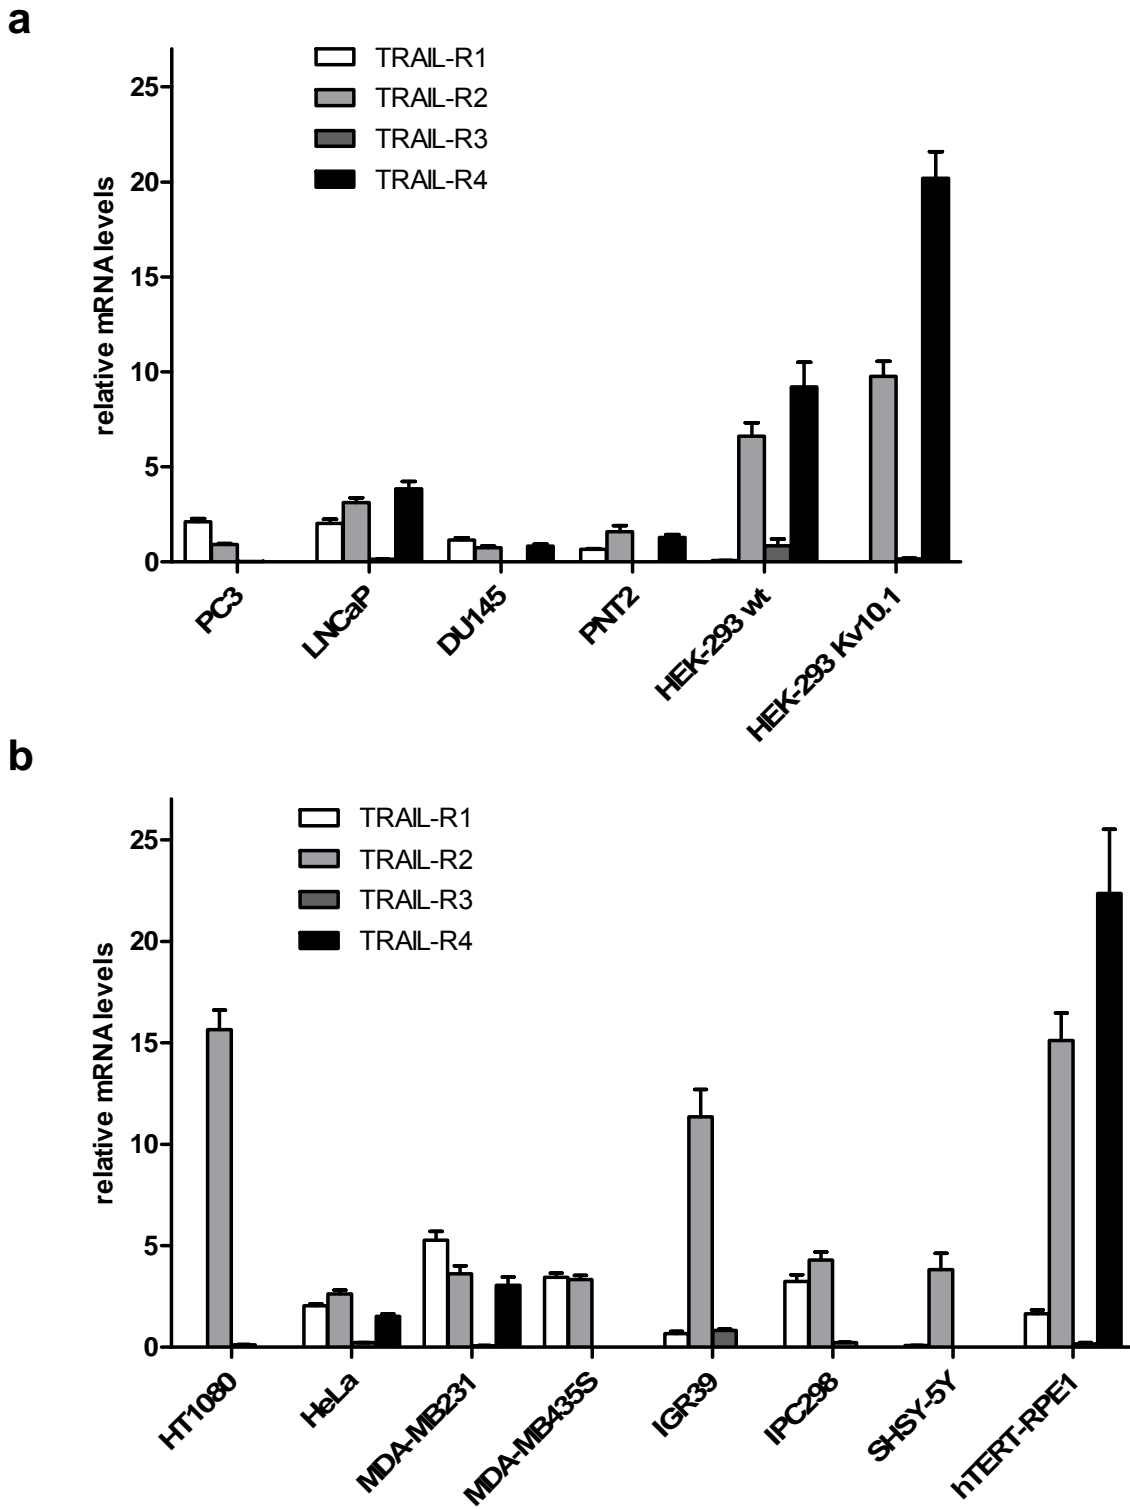 a
TRAIL-R1
TRAIL-R2
TRAIL-R3
TRAIL-R4
relative mRNA levels
25
20
15
10
5
0
PC3
LNCaP
DU145
PNT2
HEK-293 wt
HEK-293 Kv10.1
b
TRAIL-R1
TRAIL-R2
TRAIL-R3
TRAIL-R4
relative mRNA levels
25
20
15
10
5
0
HT1080
HeLa
MDA-MB231
MDA-MB435S
IGR39
IPC298
SHSY-5Y
hTERT-RPE1